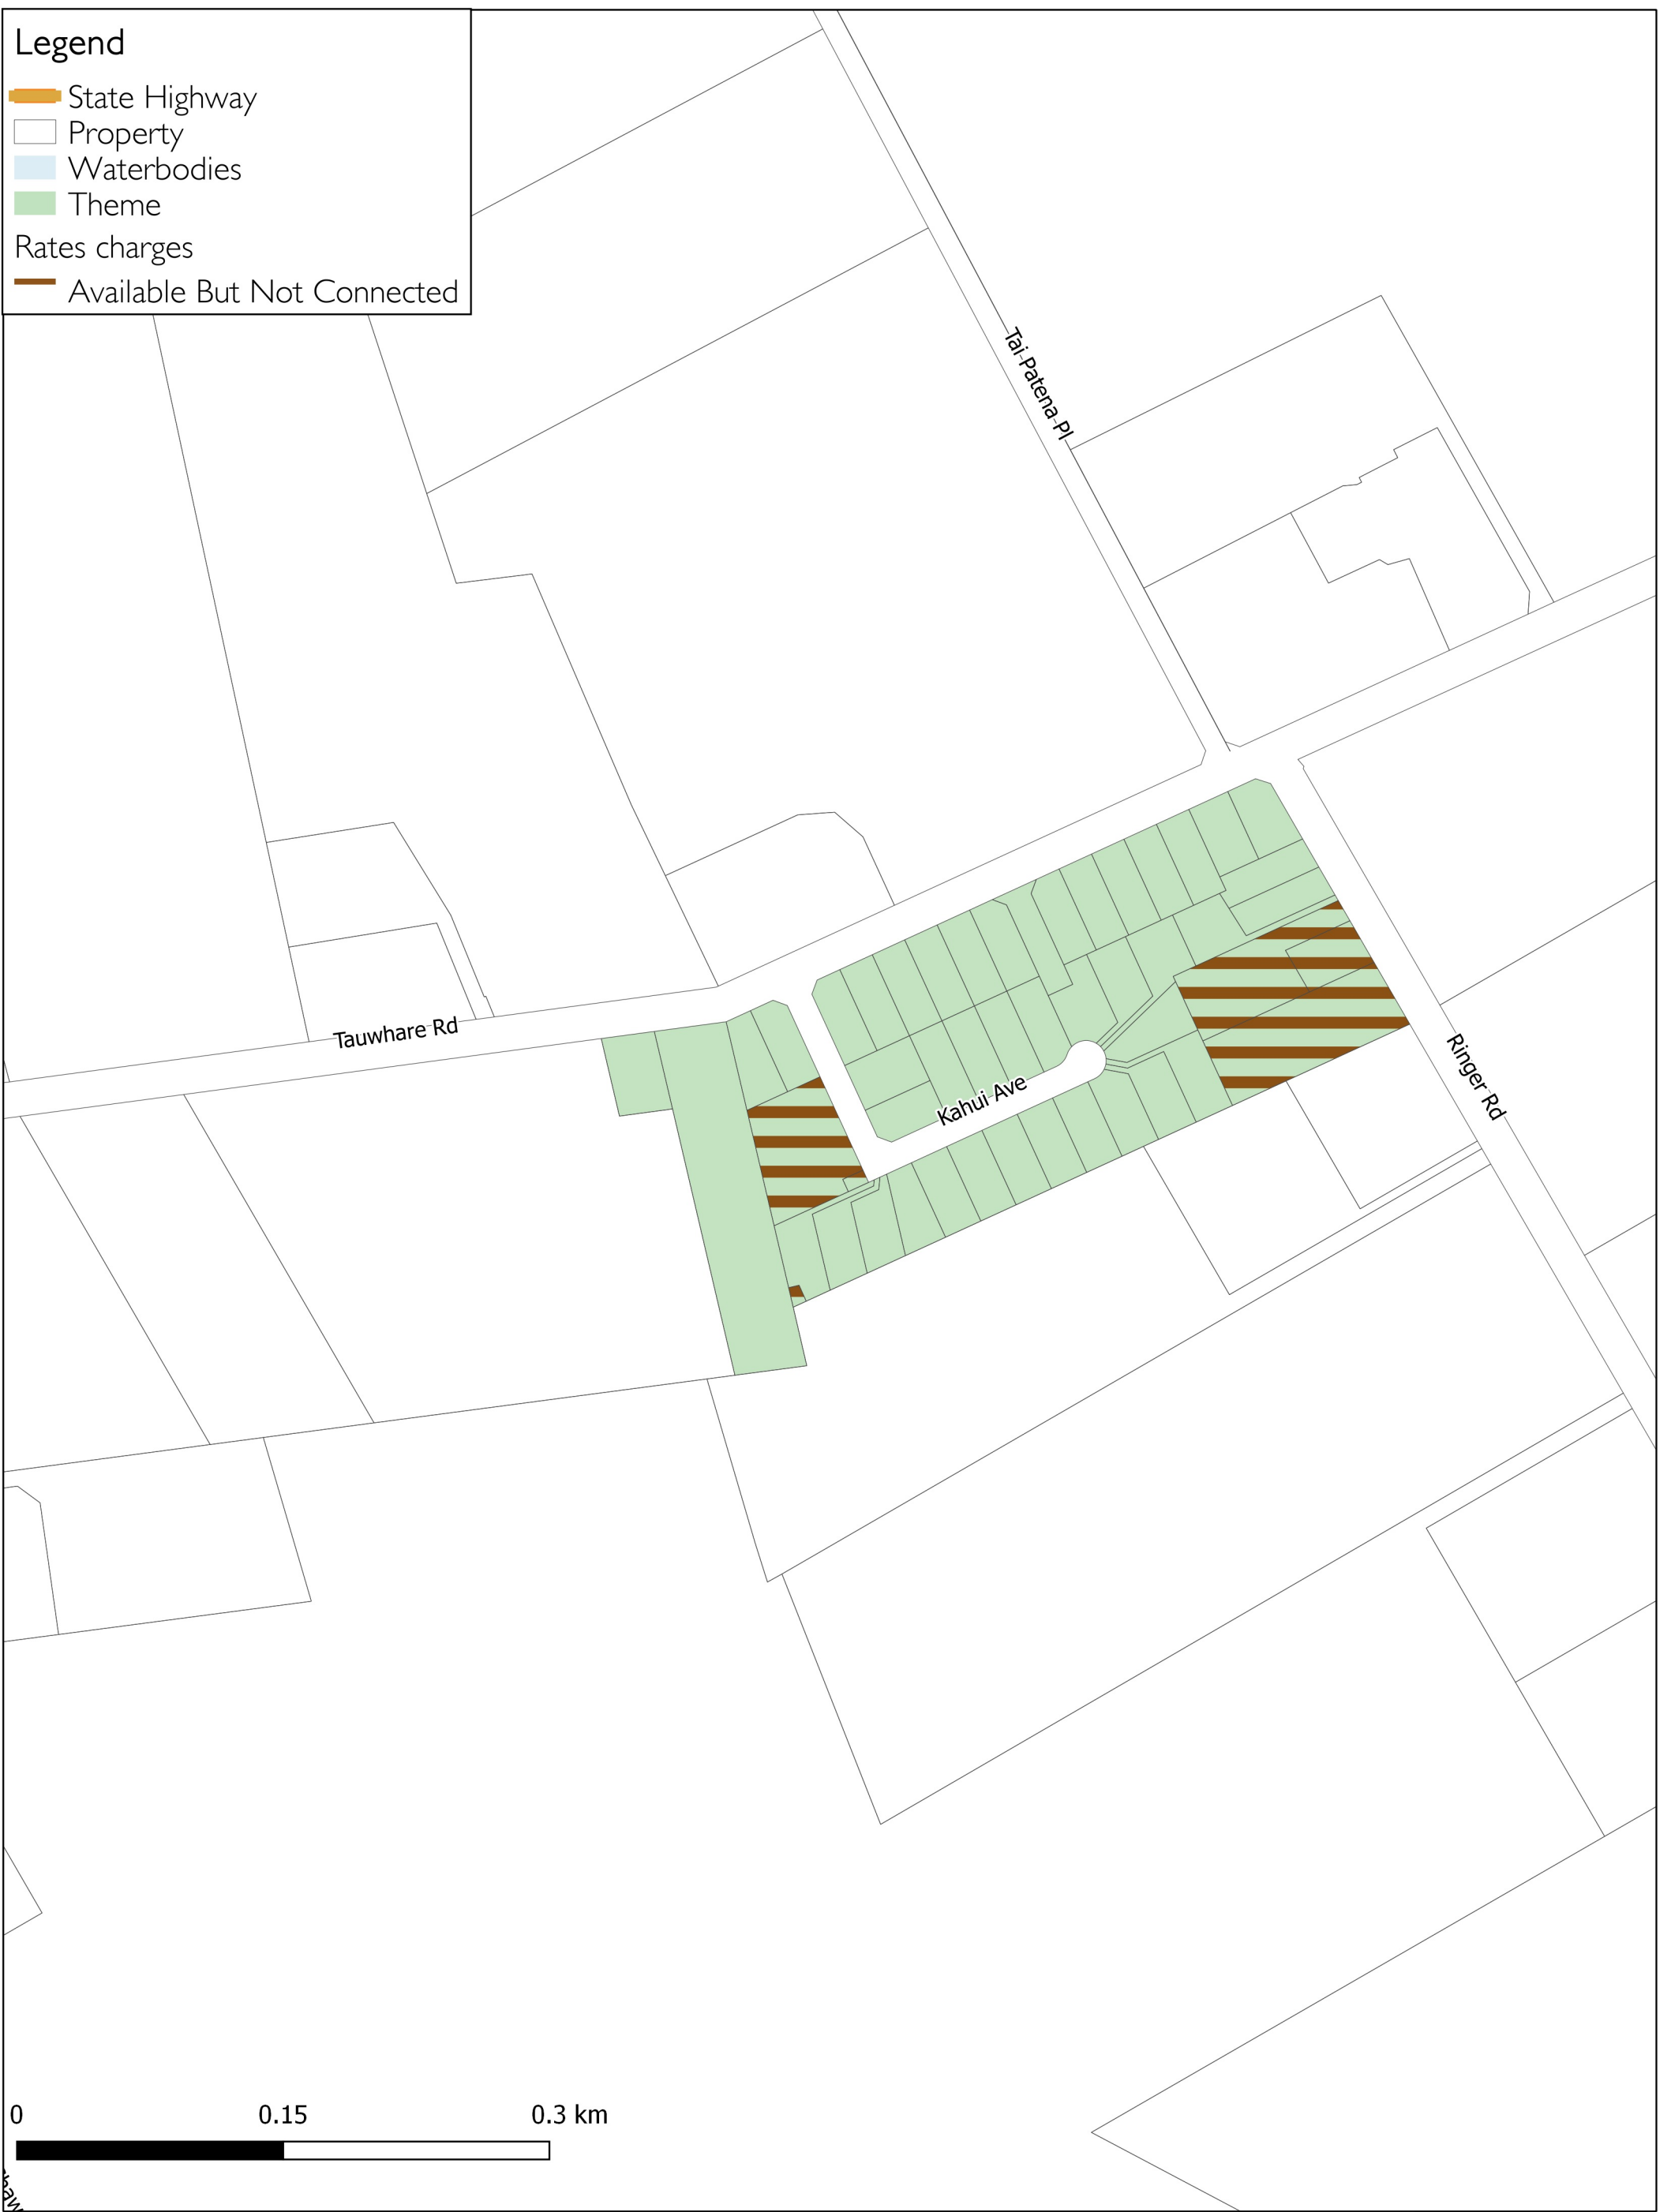 Legend
State Highway
Property
Waterbodies
Theme
Rates charges
Available But Not Connected
Tai Patena Pl
Tauwhare Rd
Kahui Ave
Ringer Rd
0 0.15 0.3 km